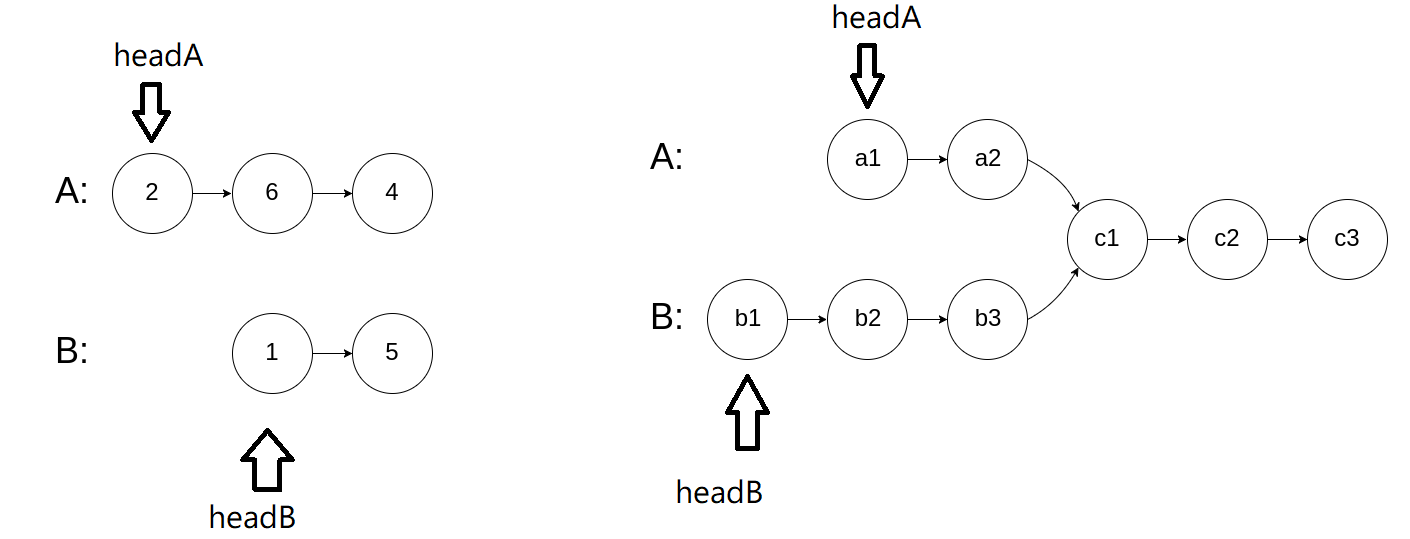 headA
A: 2 6 4
B: 1 5
headB
headA
A: a1 a2
c1 c2 c3
B: b1 b2 b3
headB